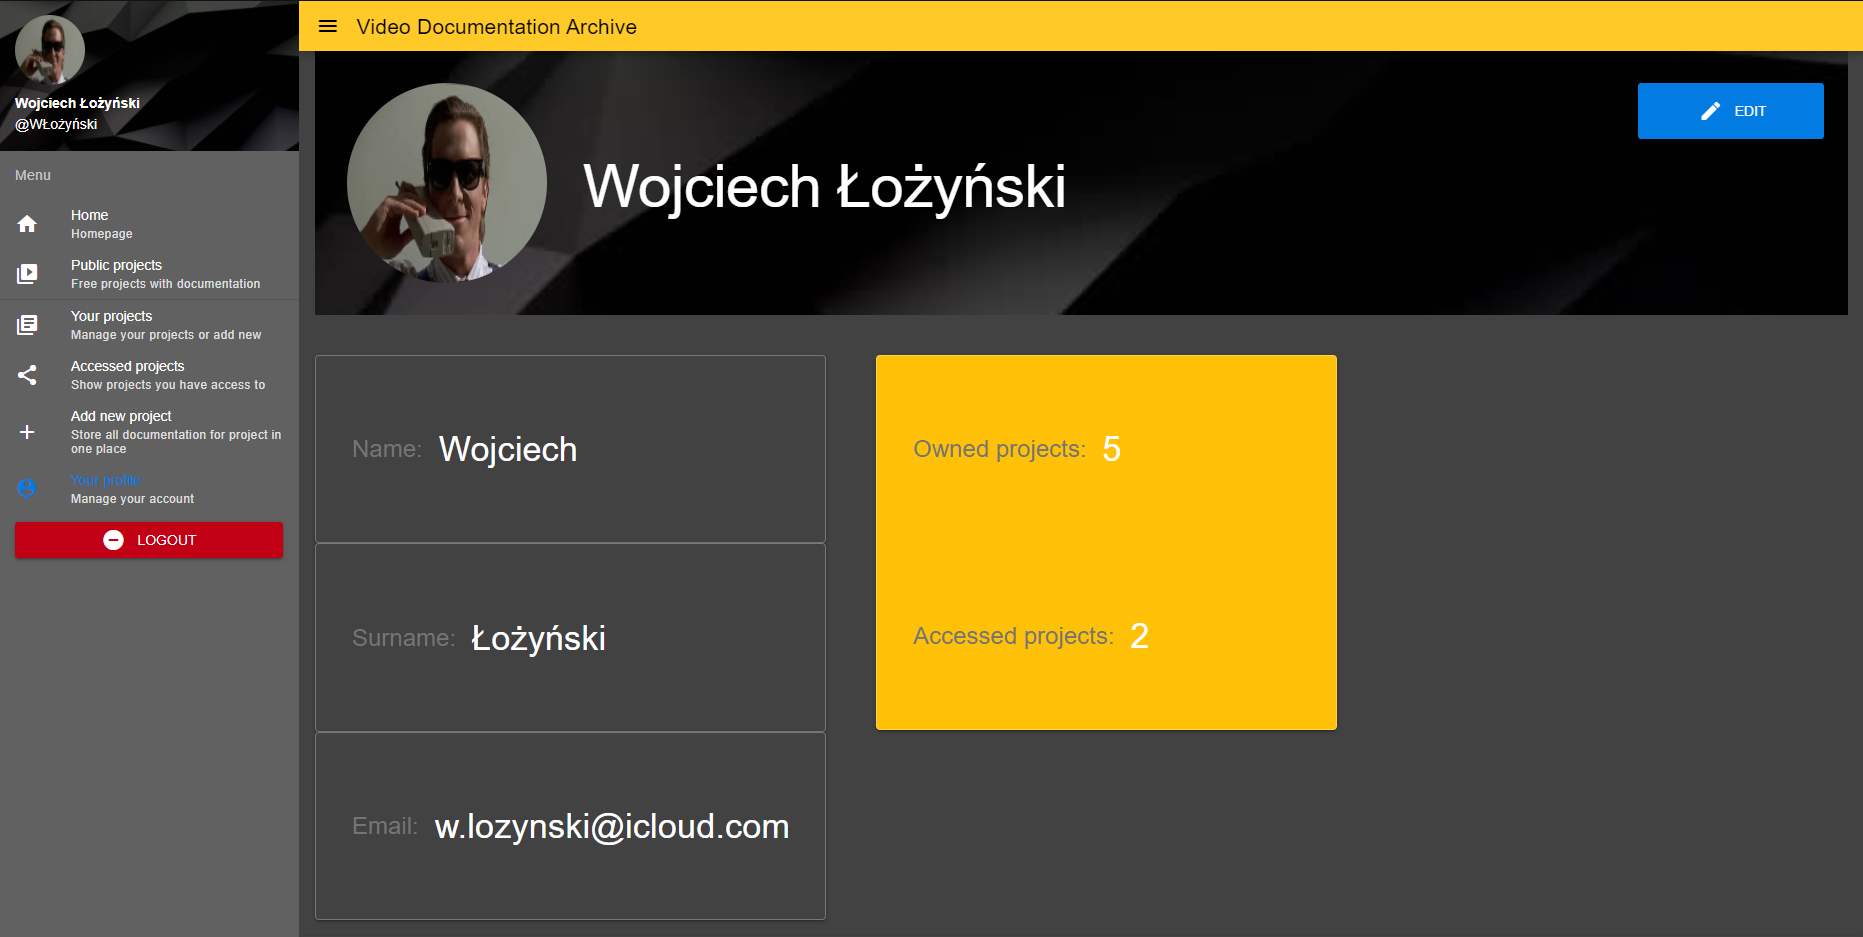 Wojciech Łożyński
@WŁożyński
Menu
Home
Homepage
Public projects
Free projects with documentation
Your projects
Manage your projects or add new
Accessed projects
Show projects you have access to
Add new project
Store all documentation for project in
one place
Your profile
Manage your account
LOGOUT
Video Documentation Archive
EDIT
Wojciech Łożyński
Name: Wojciech
Surname: Łożyński
Email: w.lozynski@icloud.com
Owned projects: 5
Accessed projects: 2